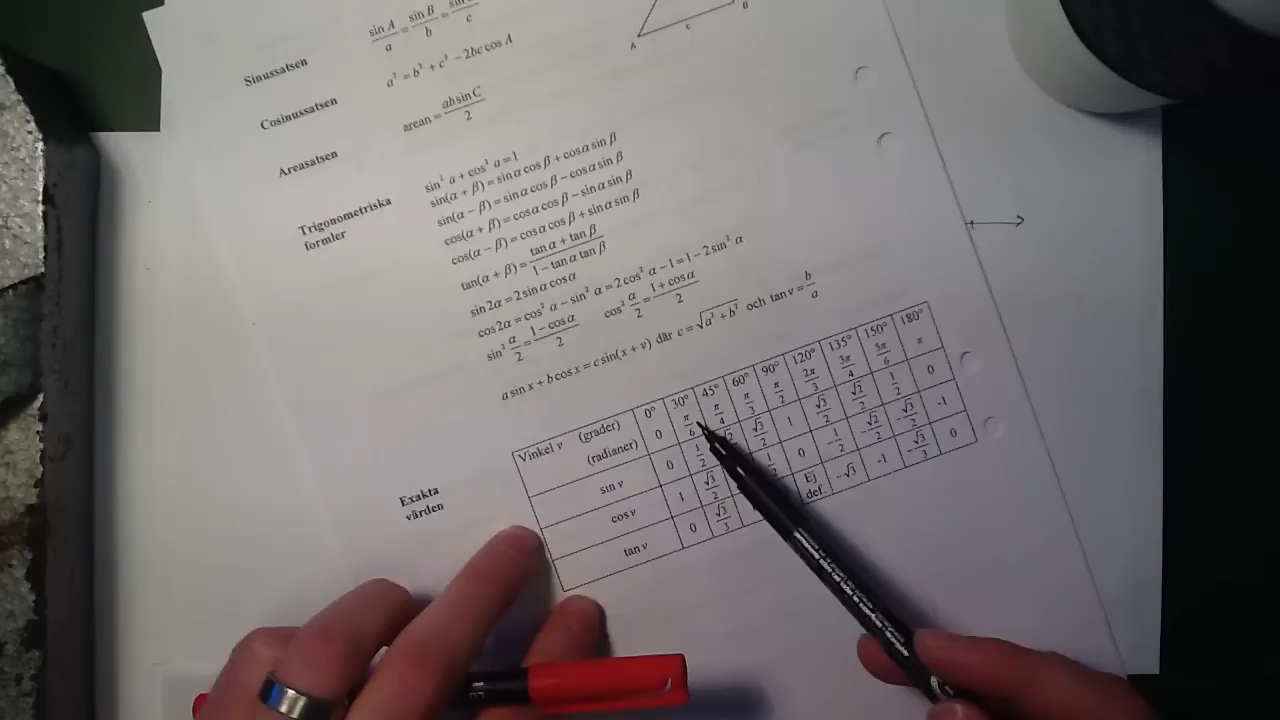 Sinussatsen sin A / a = sin B / b = sin / c
Cosinussatsen a² = b² + c² − 2bc cos A
A c B
Areasatsen arean = ab sin C / 2
Trigonometriska formler
sin² α + cos² α = 1
sin(α + β) = sin α cos β + cos α sin β
sin(α − β) = sin α cos β − cos α sin β
cos(α + β) = cos α cos β − sin α sin β
cos(α − β) = cos α cos β + sin α sin β
tan(α + β) = tan α + tan β / 1 − tan α tan β
sin 2α = 2 sin α cos α
cos 2α = cos² α − sin² α = 2 cos² α − 1 = 1 − 2 sin² α
sin² α/2 = 1 − cos α / 2 cos² α/2 = 1 + cos α / 2
a sin x + b cos x = c sin(x + v) där c = √a² + b² och tan v = b/a
Exakta värden
Vinkel v (grader) 0° 30° 45° 60° 90° 120° 135° 150° 180°
(radianer) 0 π/6 π/4 π/3 π/2 2π/3 3π/4 5π/6 π
sin v 0 1/2 √2/2 √3/2 1 √3/2 √2/2 1/2 0
cos v 1 √3/2 1/2 0 −1/2 −√2/2 −√3/2 -1
tan v 0 √3/3 Ej def. −√3 -1 −√3/3 0